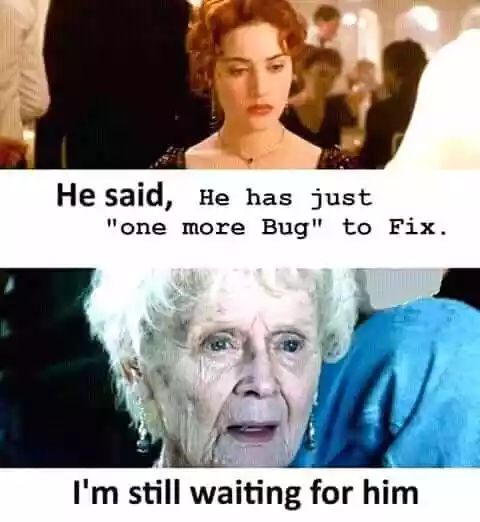 He said, He has just
"one more Bug" to Fix.
I'm still waiting for him